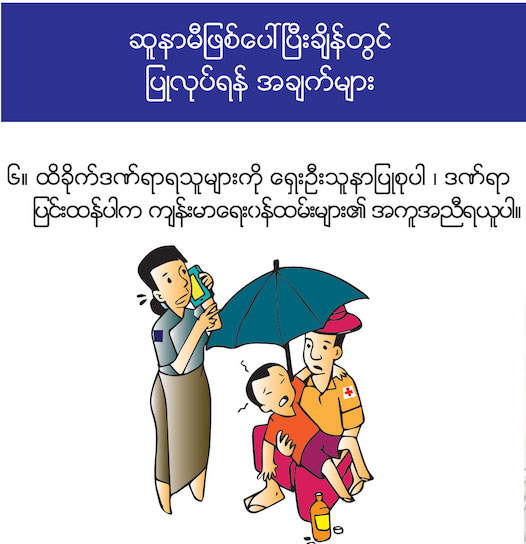 ဆူနာမီဖြစ်ပေါ်ပြီးချိန်တွင်
ပြုလုပ်ရန် အချက်များ
၆။ ထိခိုက်ဒဏ်ရာရသူများကို ရှေးဦးသူနာပြုစုပါ ၊ ဒဏ်ရာ
ပြင်းထန်ပါက ကျန်းမာရေးဝန်ထမ်းများ၏ အကူအညီရယူပါ။